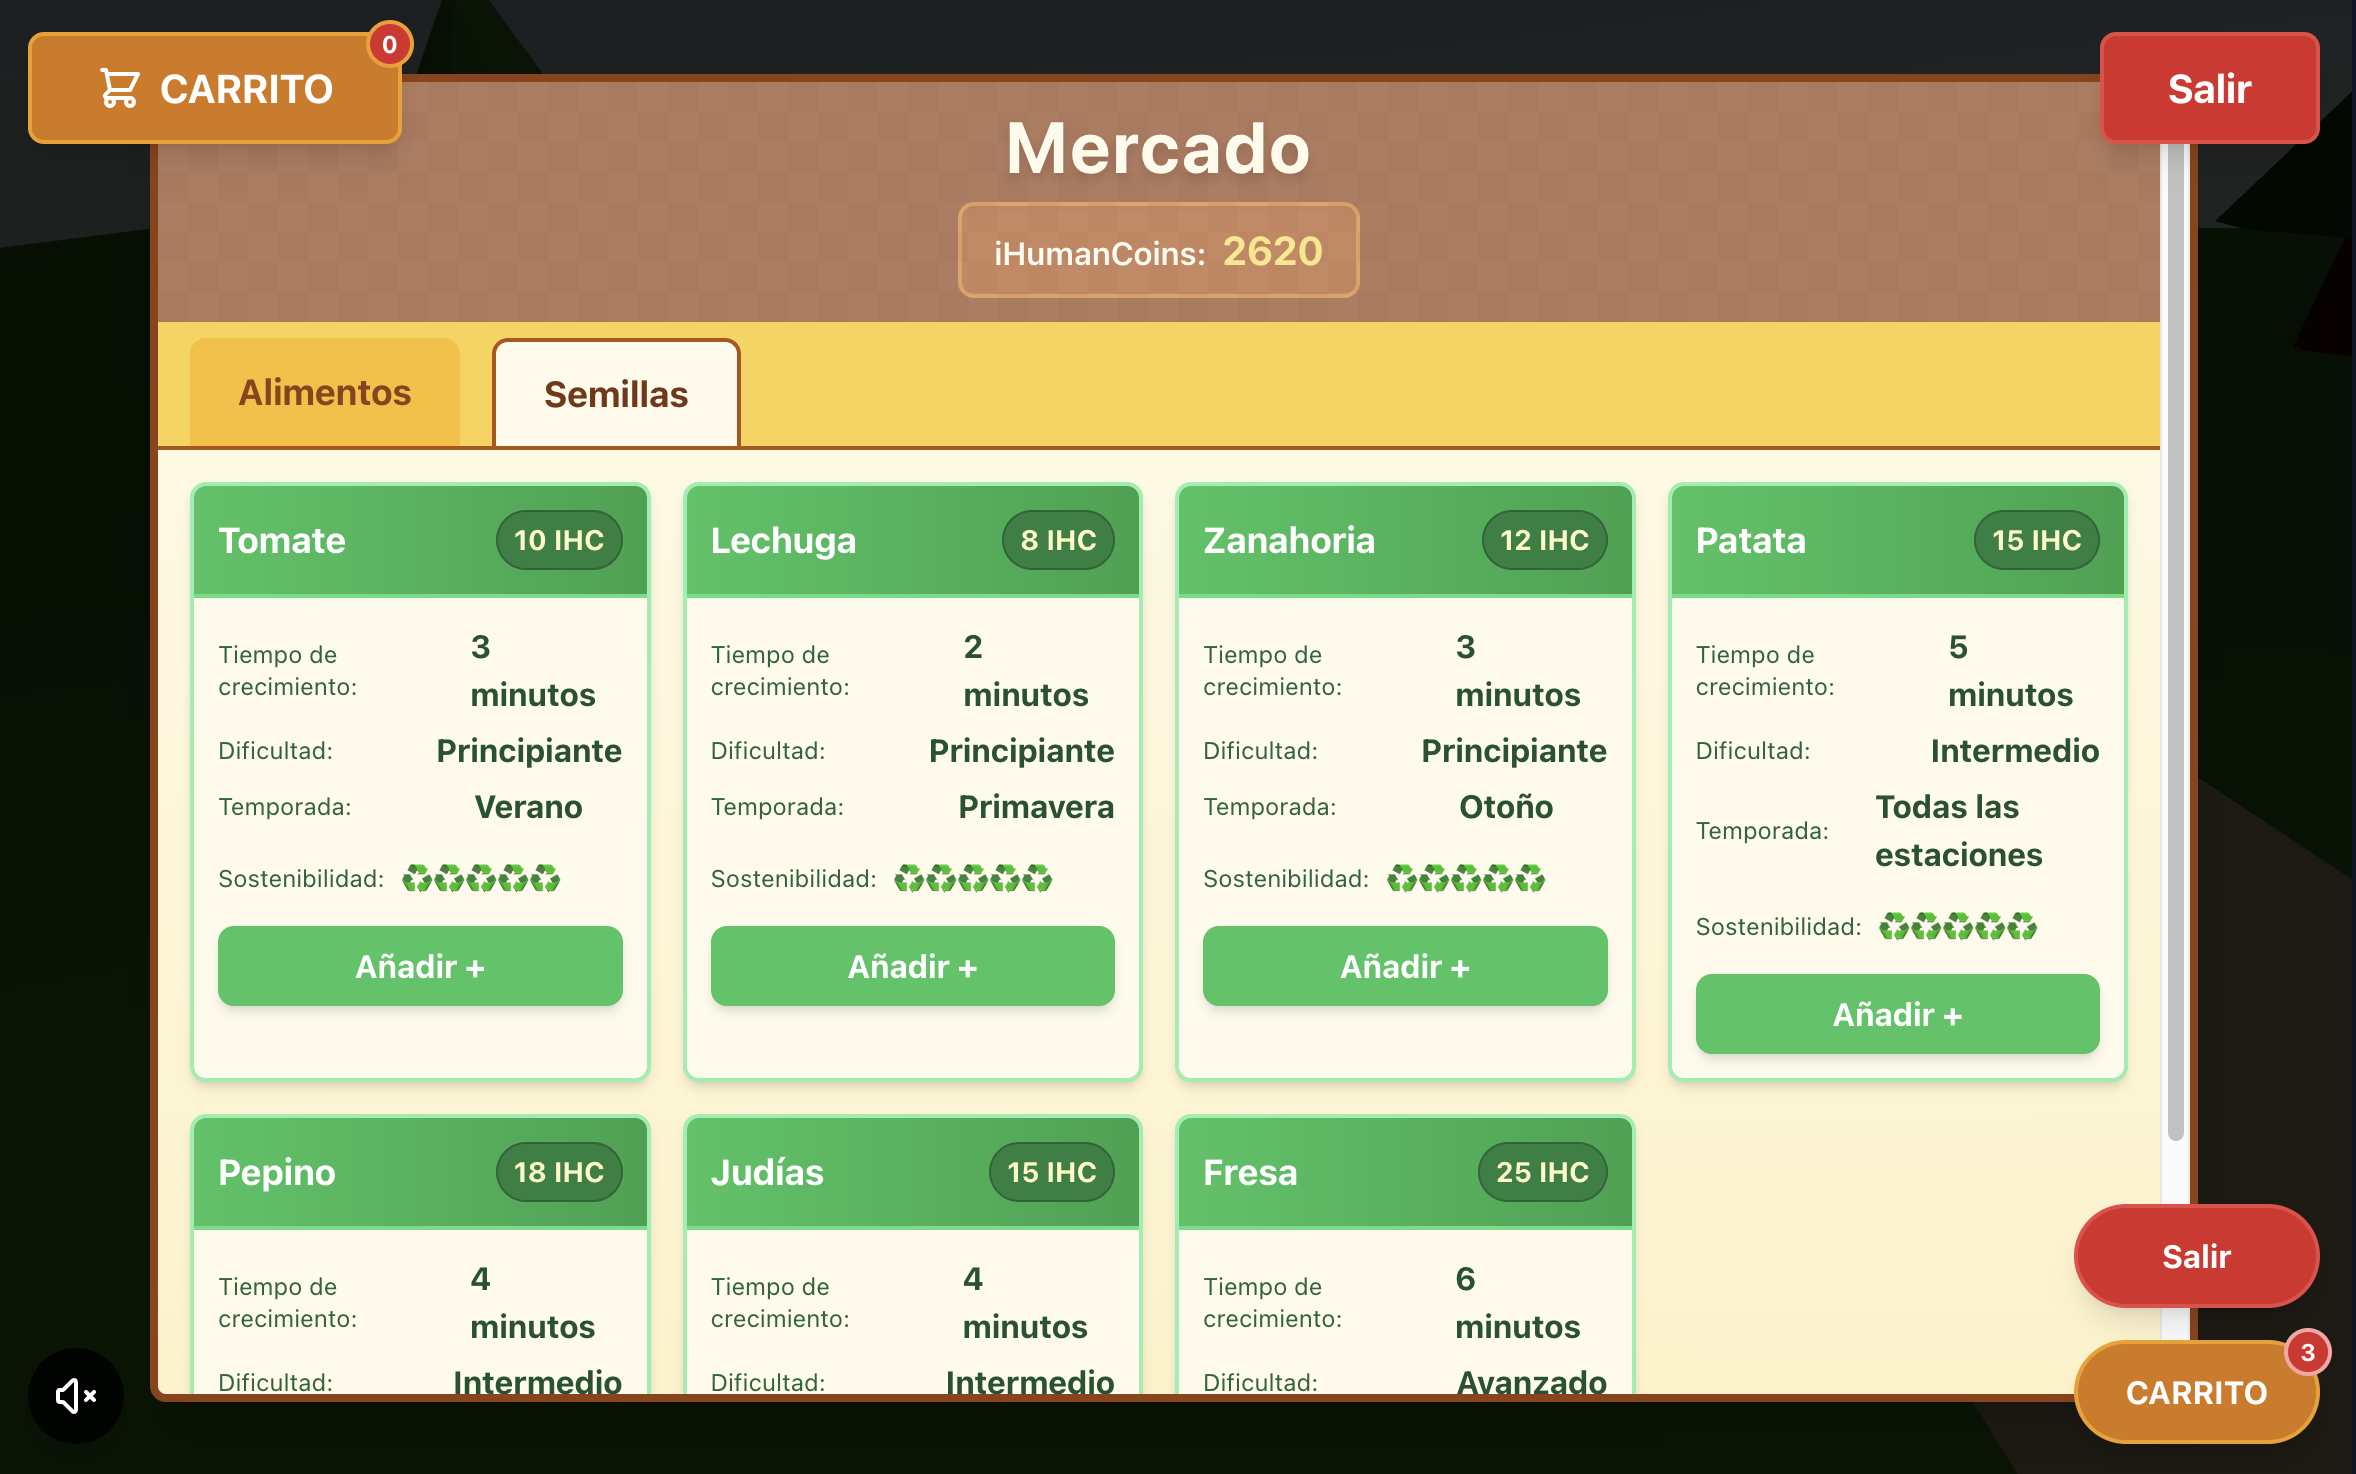 CARRITO
0
Salir
Mercado
iHumanCoins: 2620
Alimentos
Semillas
Tomate
10 IHC
Tiempo de
crecimiento:
3
minutos
Dificultad:
Principiante
Temporada:
Verano
Sostenibilidad:
Añadir +
Lechuga
8 IHC
Tiempo de
crecimiento:
2
minutos
Dificultad:
Principiante
Temporada:
Primavera
Sostenibilidad:
Añadir +
Zanahoria
12 IHC
Tiempo de
crecimiento:
3
minutos
Dificultad:
Principiante
Temporada:
Otoño
Sostenibilidad:
Añadir +
Patata
15 IHC
Tiempo de
crecimiento:
5
minutos
Dificultad:
Intermedio
Temporada:
Todas las
estaciones
Sostenibilidad:
Añadir +
Pepino
18 IHC
Tiempo de
crecimiento:
4
minutos
Dificultad:
Intermedio
Judías
15 IHC
Tiempo de
crecimiento:
4
minutos
Dificultad:
Intermedio
Fresa
25 IHC
Tiempo de
crecimiento:
6
minutos
Dificultad:
Avanzado
Salir
3
CARRITO